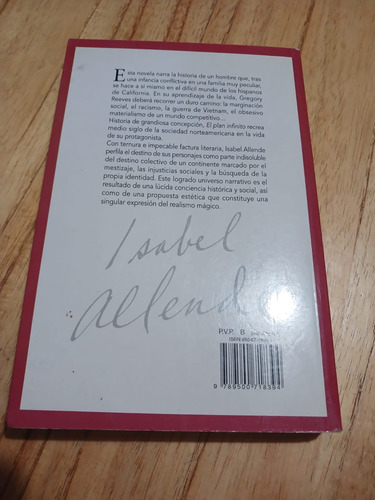 Esta novela narra la historia de un hombre que, tras
una infancia conflictiva en una familia muy peculiar,
se hace a sí mismo en el difícil mundo de los hispanos
de California. En su aprendizaje de la vida, Gregory
Reeves deberá recorrer un duro camino: la marginación
social, el racismo, la guerra de Vietnam, el obsesivo
materialismo de un mundo competitivo...
Historia de grandiosa concepción, El plan infinito recrea
medio siglo de la sociedad norteamericana en la vida
de su protagonista.
Con ternura e impecable factura literaria, Isabel Allende
perfila el destino de sus personajes como parte indisoluble
del destino colectivo de un continente marcado por el
mestizaje, las injusticias sociales y la búsqueda de la
propia identidad. Este logrado universo narrativo es el
resultado de una lúcida conciencia histórica y social, así
como de una propuesta estética que constituye una
singular expresión del realismo mágico.
Isabel
Allende
P.V.P. B
ISBN
9 789500 718394